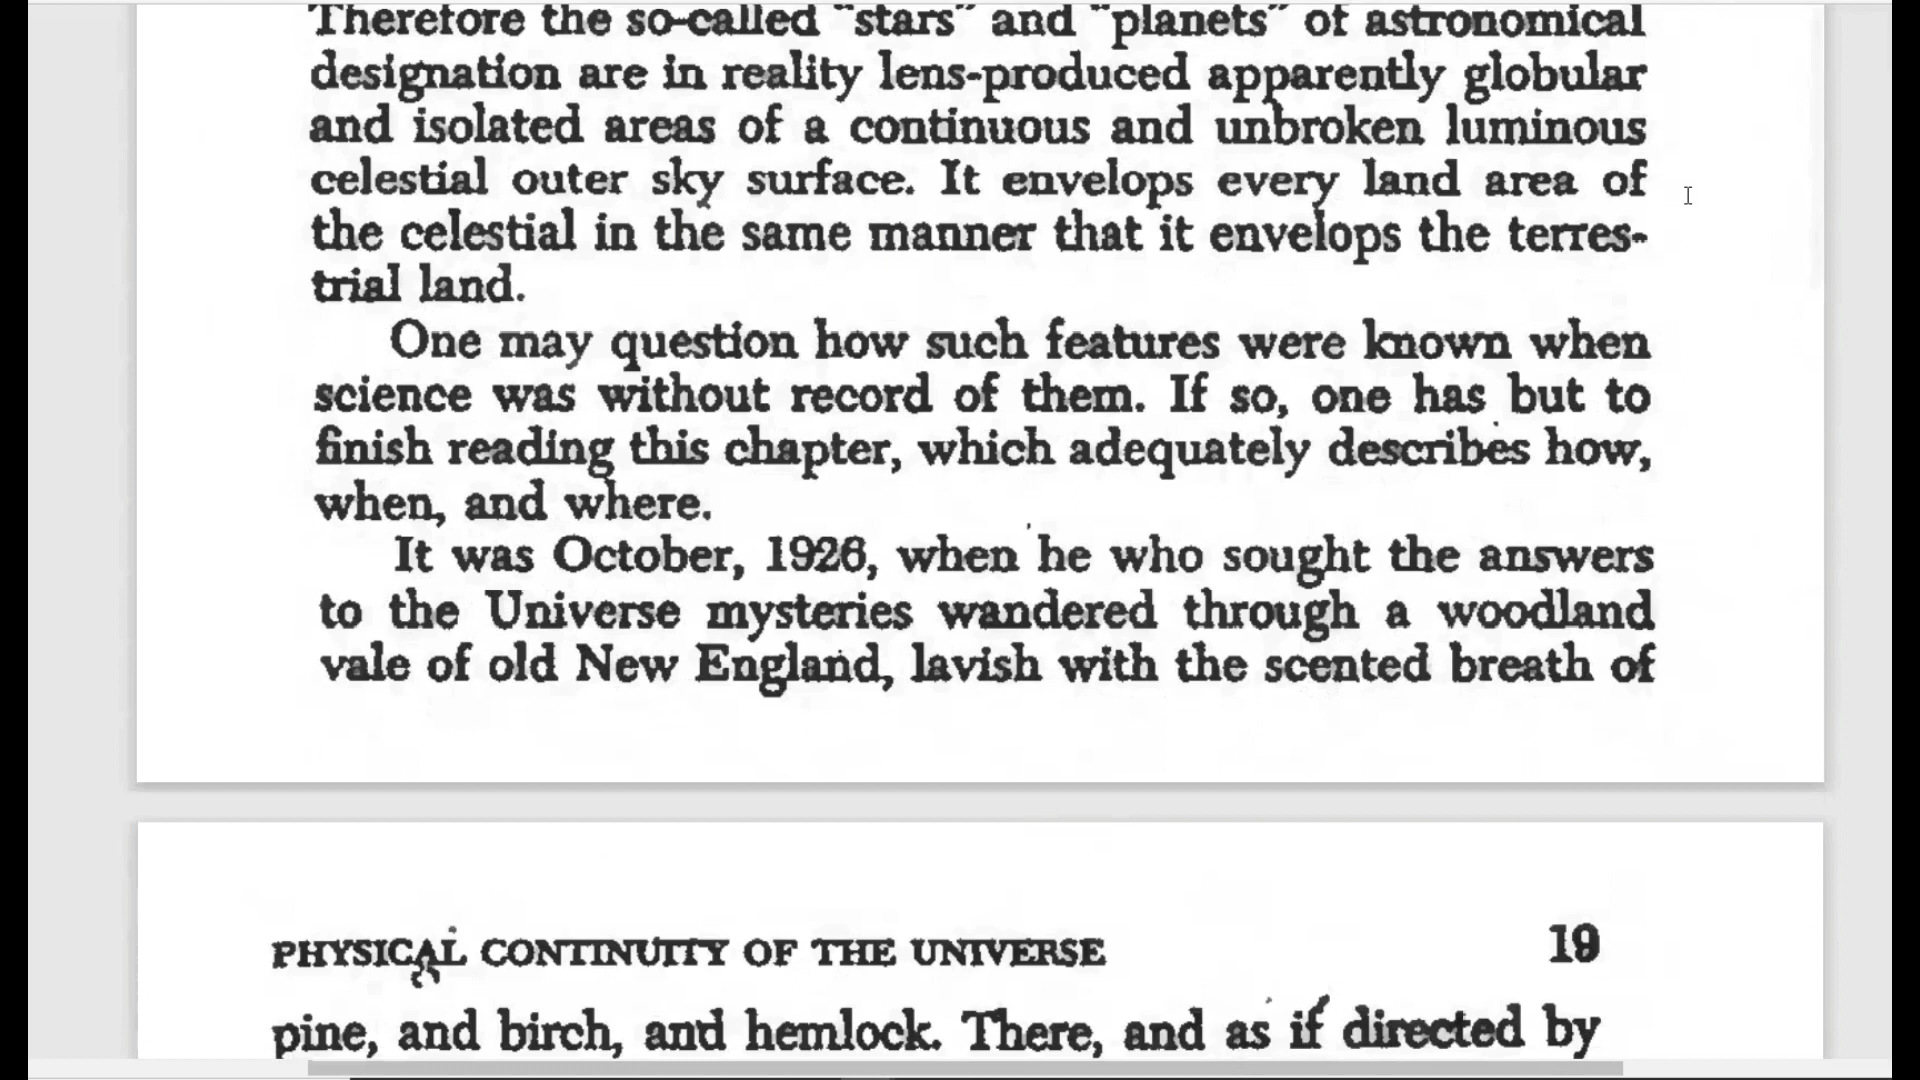 Therefore the so-called "stars" and "planets" of astronomical
designation are in reality lens-produced apparently globular
and isolated areas of a continuous and unbroken luminous
celestial outer sky surface. It envelops every land area of
the celestial in the same manner that it envelops the terres-
trial land.
One may question how such features were known when
science was without record of them. If so, one has but to
finish reading this chapter, which adequately describes how,
when, and where.
It was October, 1926, when he who sought the answers
to the Universe mysteries wandered through a woodland
vale of old New England, lavish with the scented breath of
PHYSICAL CONTINUITY OF THE UNIVERSE 19
pine, and birch, and hemlock. There, and as if directed by